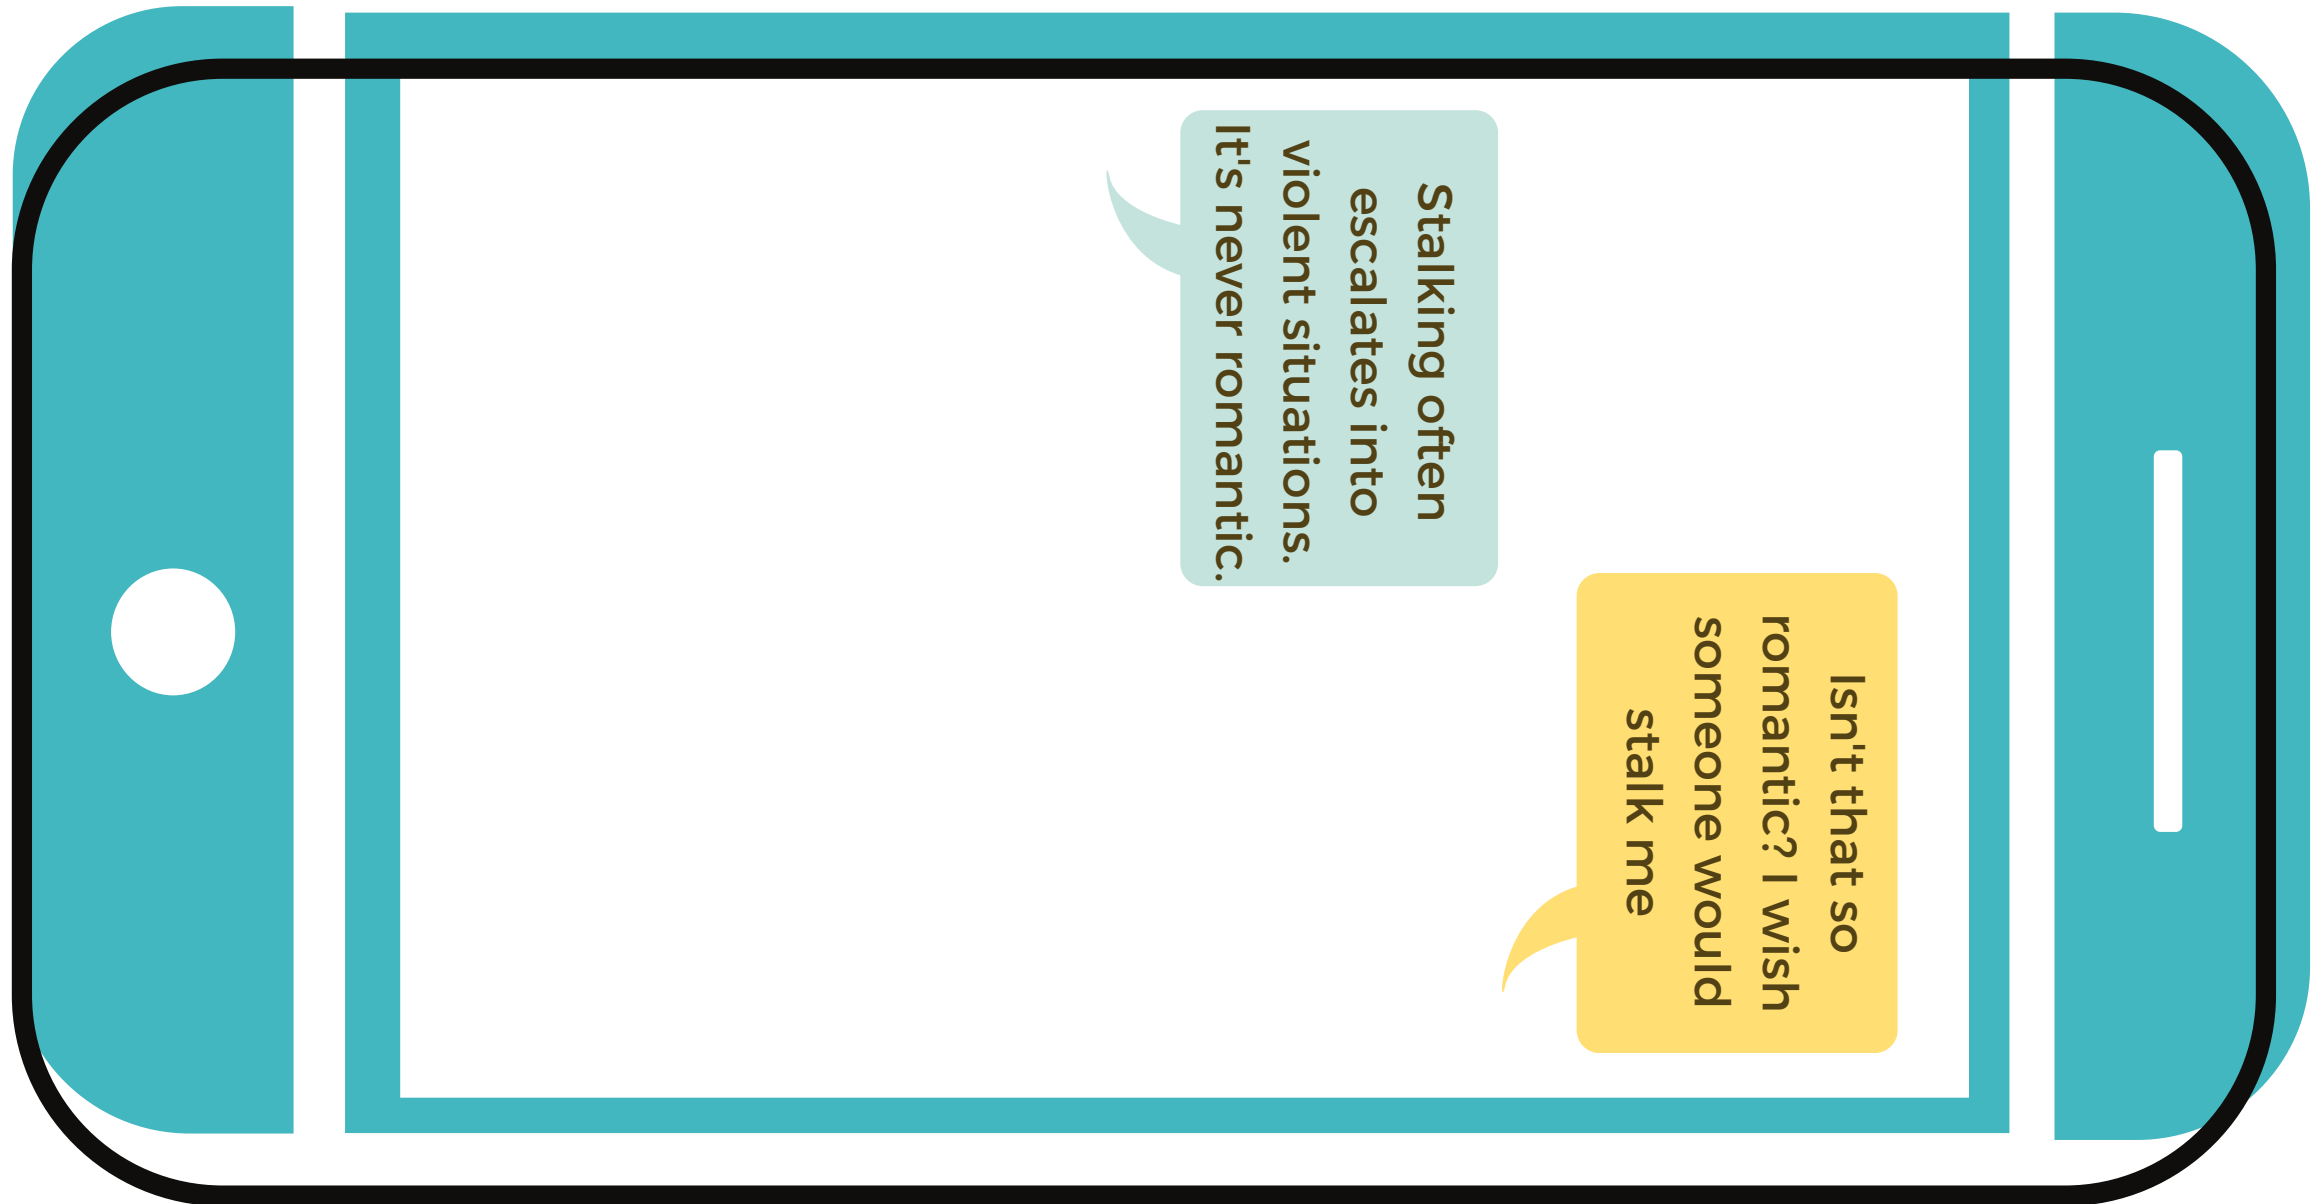 Isn't that so
romantic? I wish
someone would
stalk me
Stalking often
escalates into
violent situations.
It's never romantic.